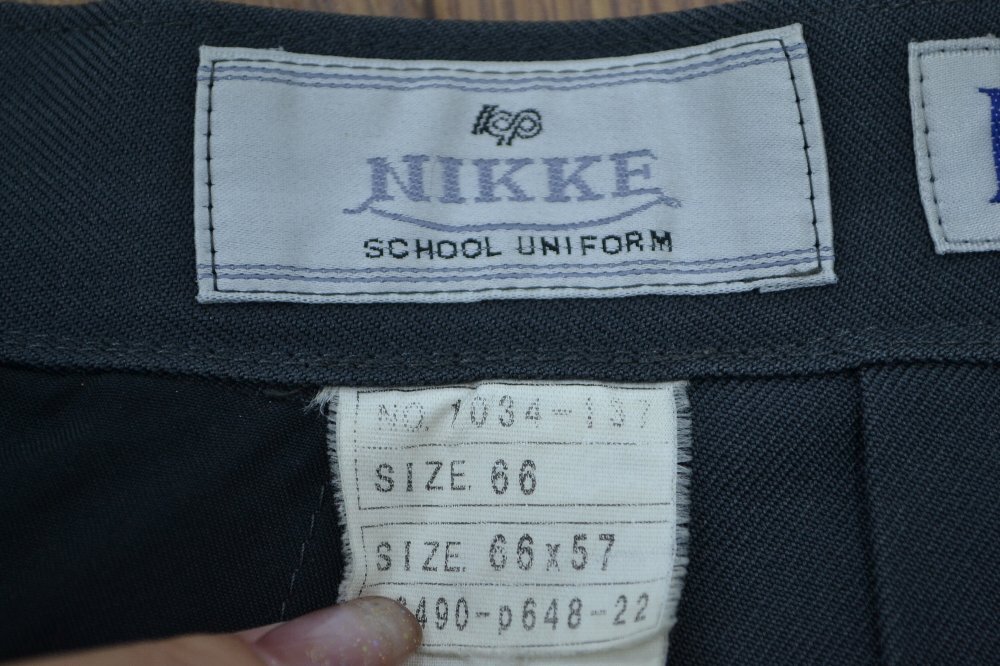 NIKKE
SCHOOL UNIFORM
NO. 1034-137
SIZE. 66
SIZE. 66x57
490-p648-22